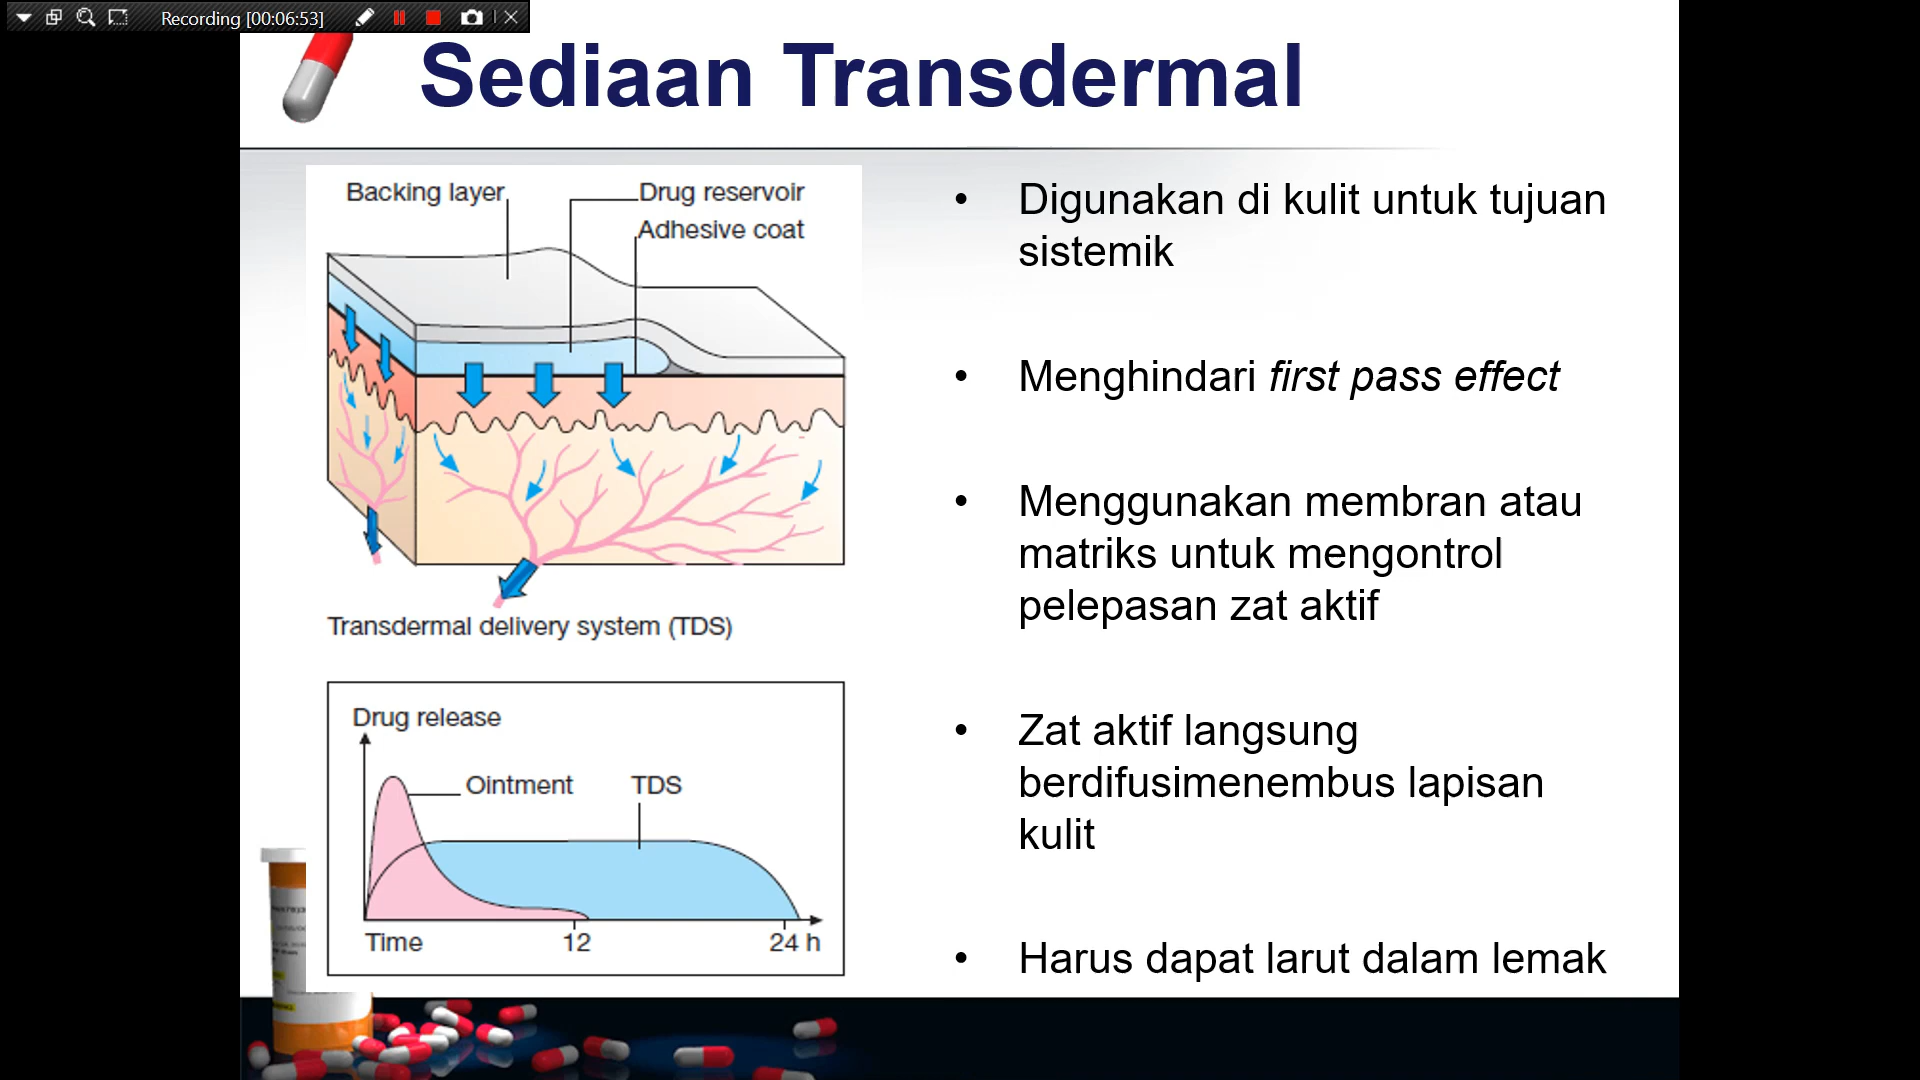 Recording [00:06:53]
Sediaan Transdermal
Backing layer
Drug reservoir
Adhesive coat
Transdermal delivery system (TDS)
Drug release
Ointment
TDS
Time
12
24 h
• Digunakan di kulit untuk tujuan
sistemik
• Menghindari first pass effect
• Menggunakan membran atau
matriks untuk mengontrol
pelepasan zat aktif
• Zat aktif langsung
berdifusimenembus lapisan
kulit
• Harus dapat larut dalam lemak